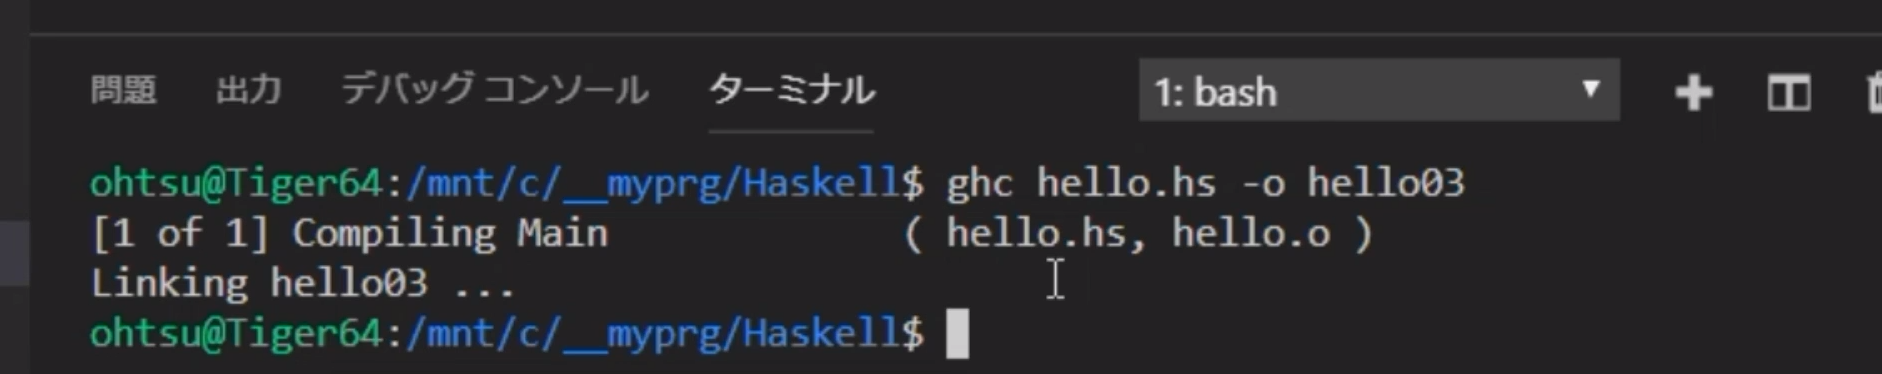 問題 出力 デバッグ コンソール ターミナル 1: bash
ohtsu@Tiger64:/mnt/c/__myprg/Haskell$ ghc hello.hs -o hello03
[1 of 1] Compiling Main             ( hello.hs, hello.o )
Linking hello03 ...
ohtsu@Tiger64:/mnt/c/__myprg/Haskell$